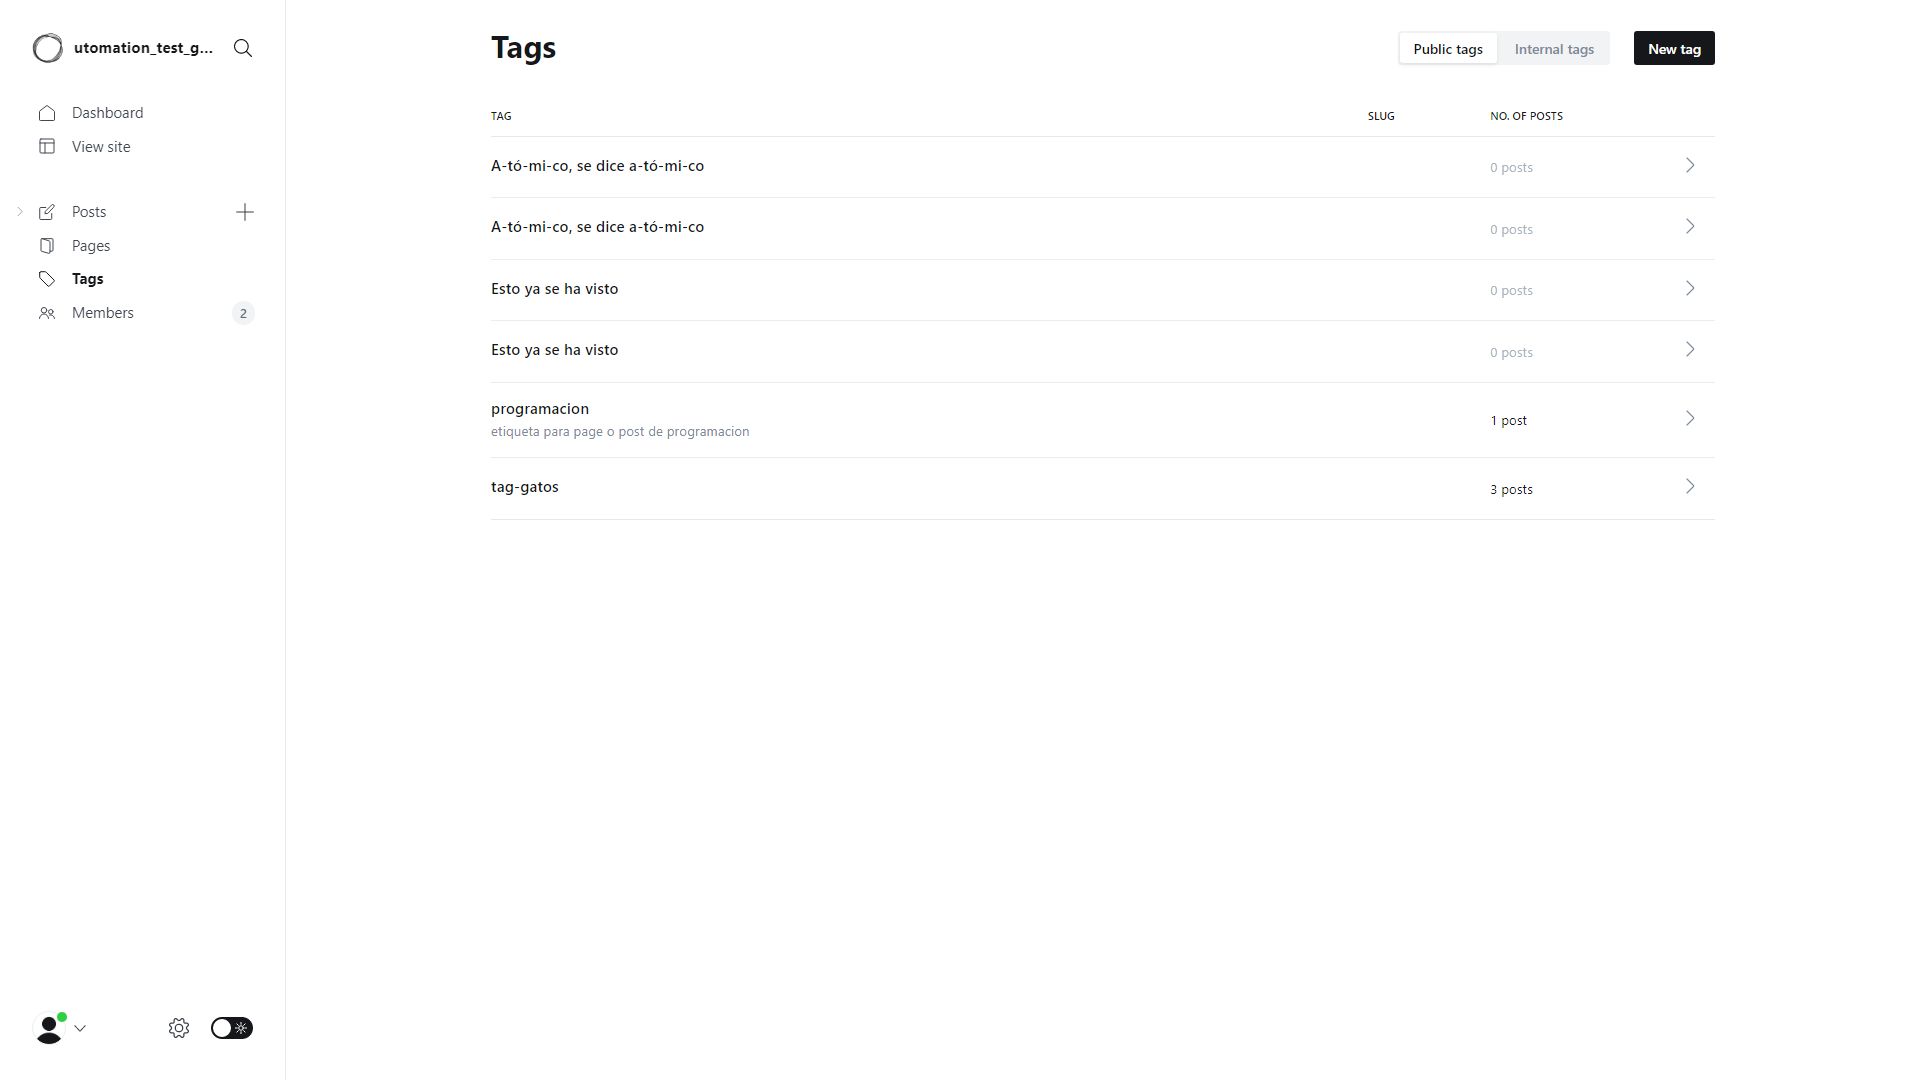 utomation_test_g...
Dashboard
View site
Posts
Pages
Tags
Members
2
Tags
Public tags
Internal tags
New tag
TAG
SLUG
NO. OF POSTS
A-tó-mi-co, se dice a-tó-mi-co
0 posts
A-tó-mi-co, se dice a-tó-mi-co
0 posts
Esto ya se ha visto
0 posts
Esto ya se ha visto
0 posts
programacion
etiqueta para page o post de programacion
1 post
tag-gatos
3 posts